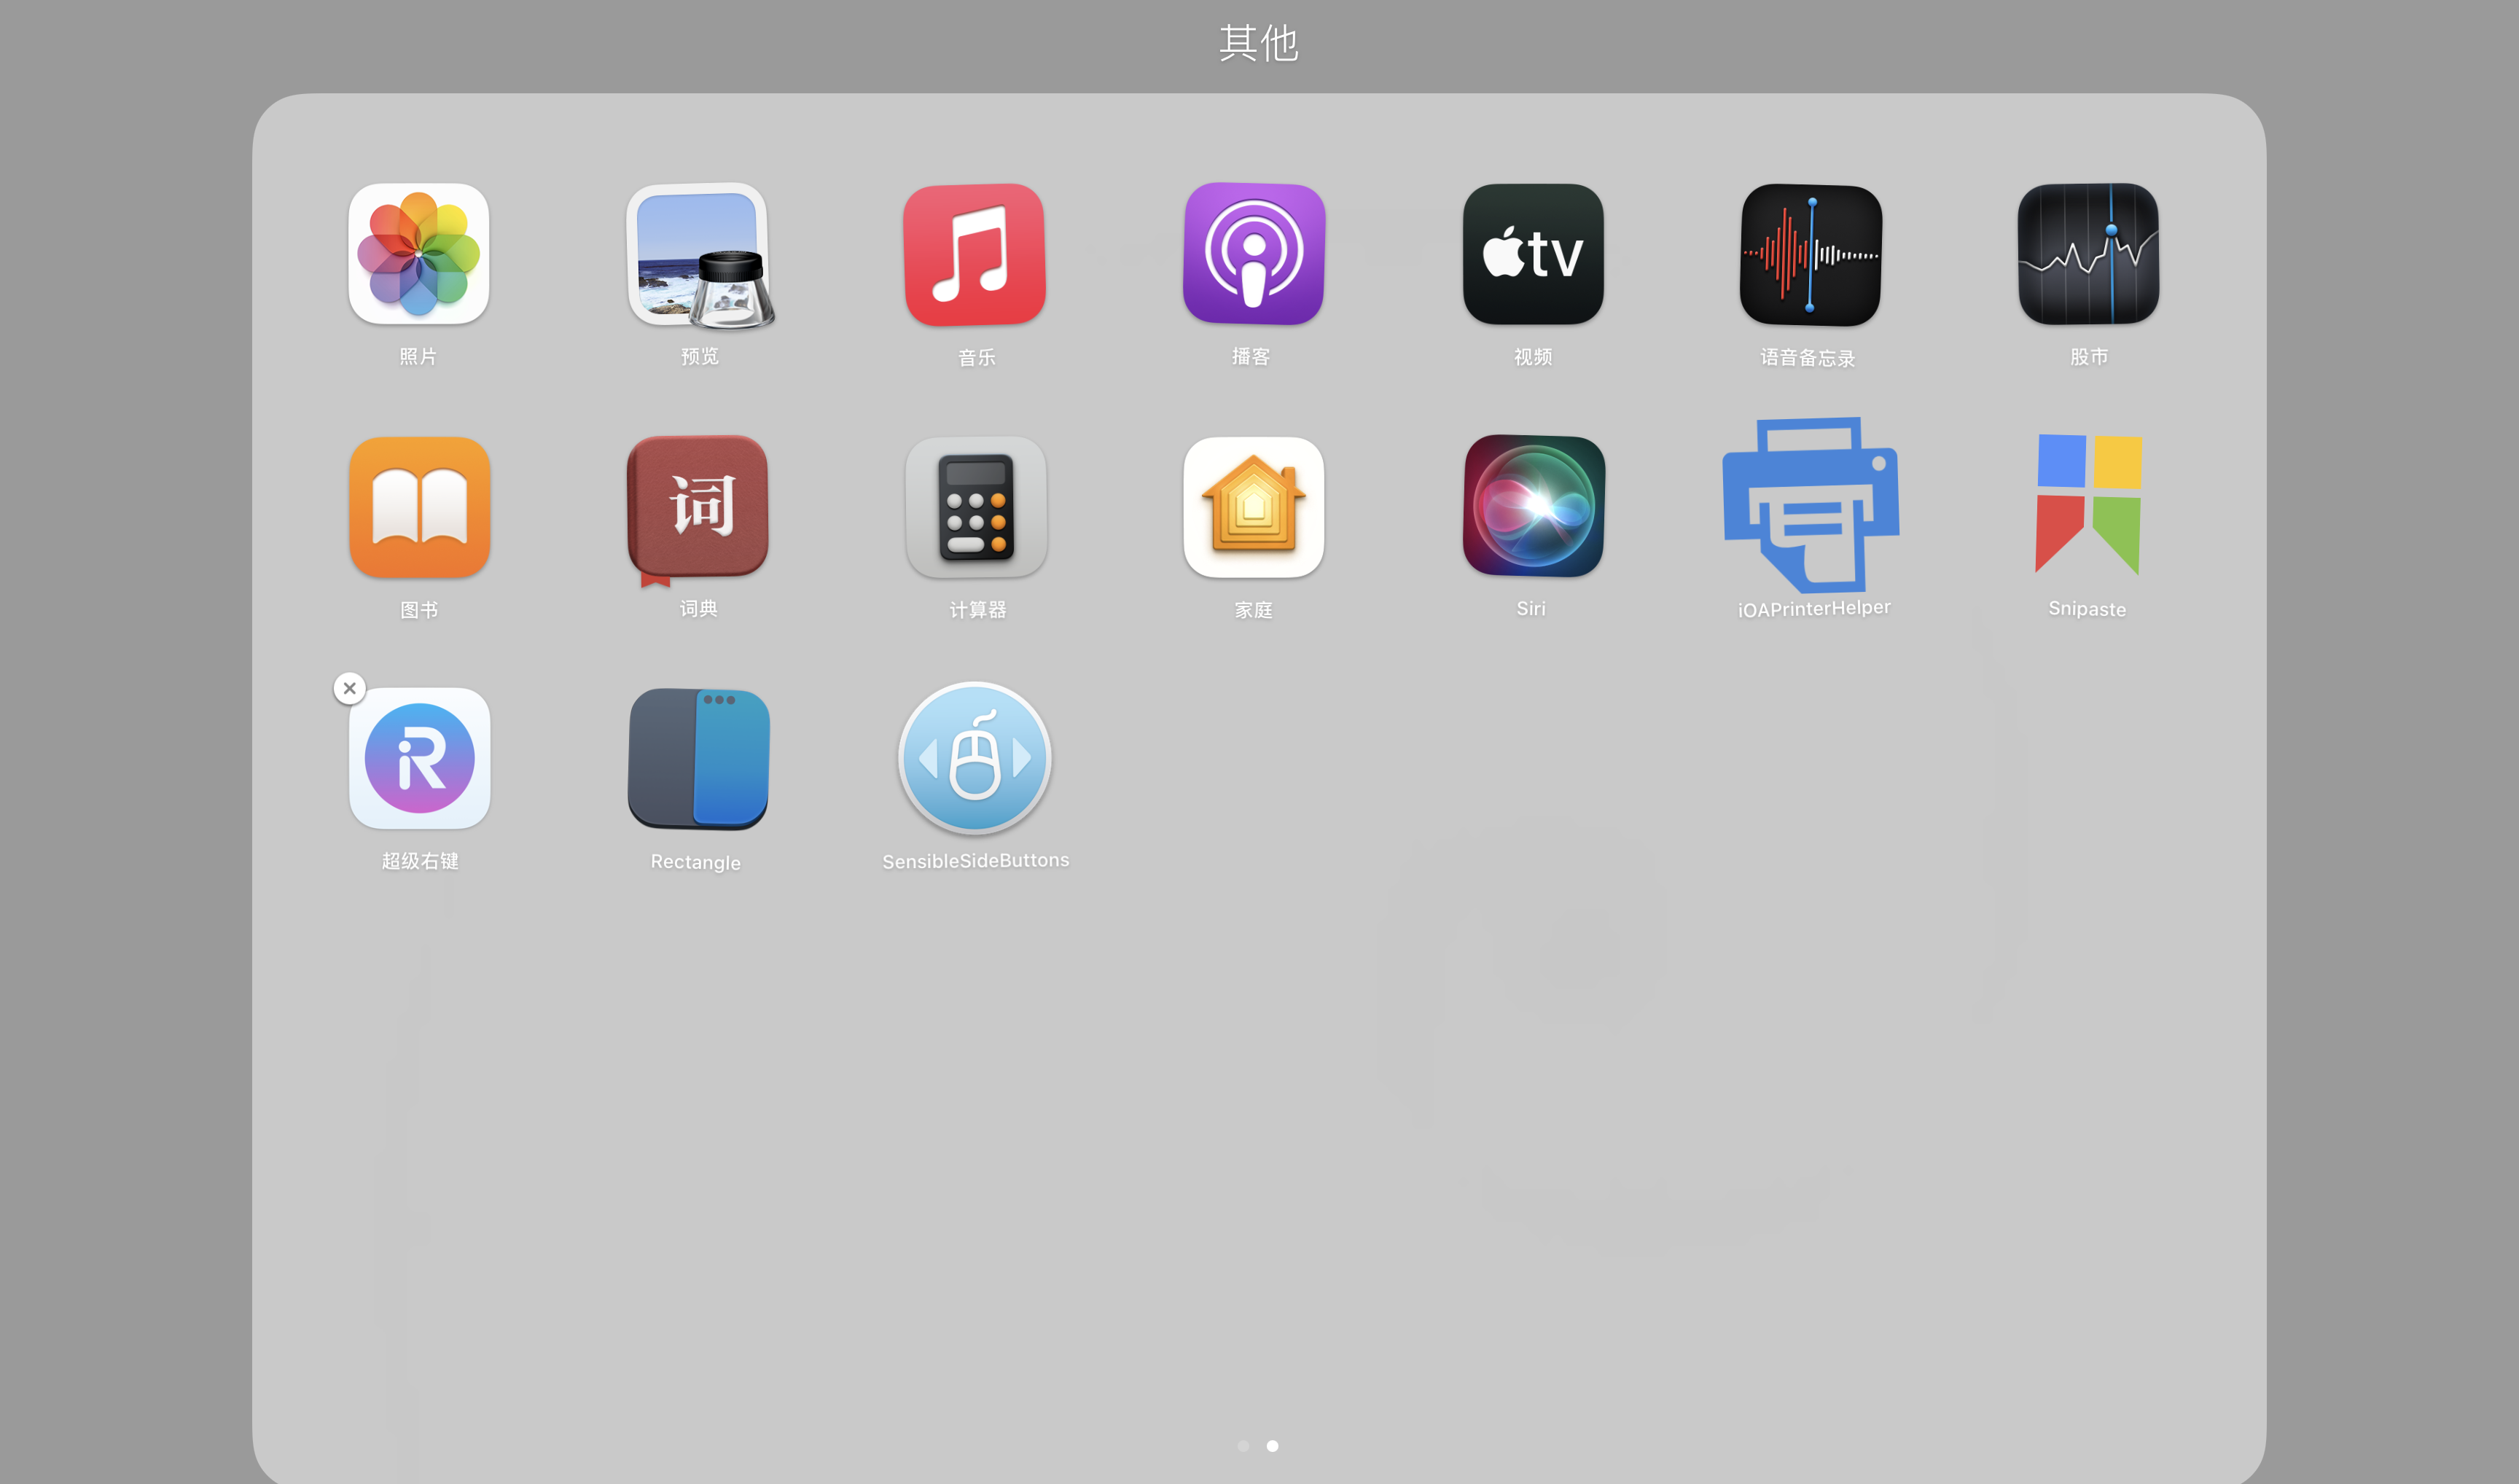 其他
tv
照片
预览
音乐
播客
视频
语音备忘录
股市
词
图书
词典
计算器
家庭
Siri
iOAPrinterHelper
Snipaste
iR
超级右键
Rectangle
SensibleSideButtons